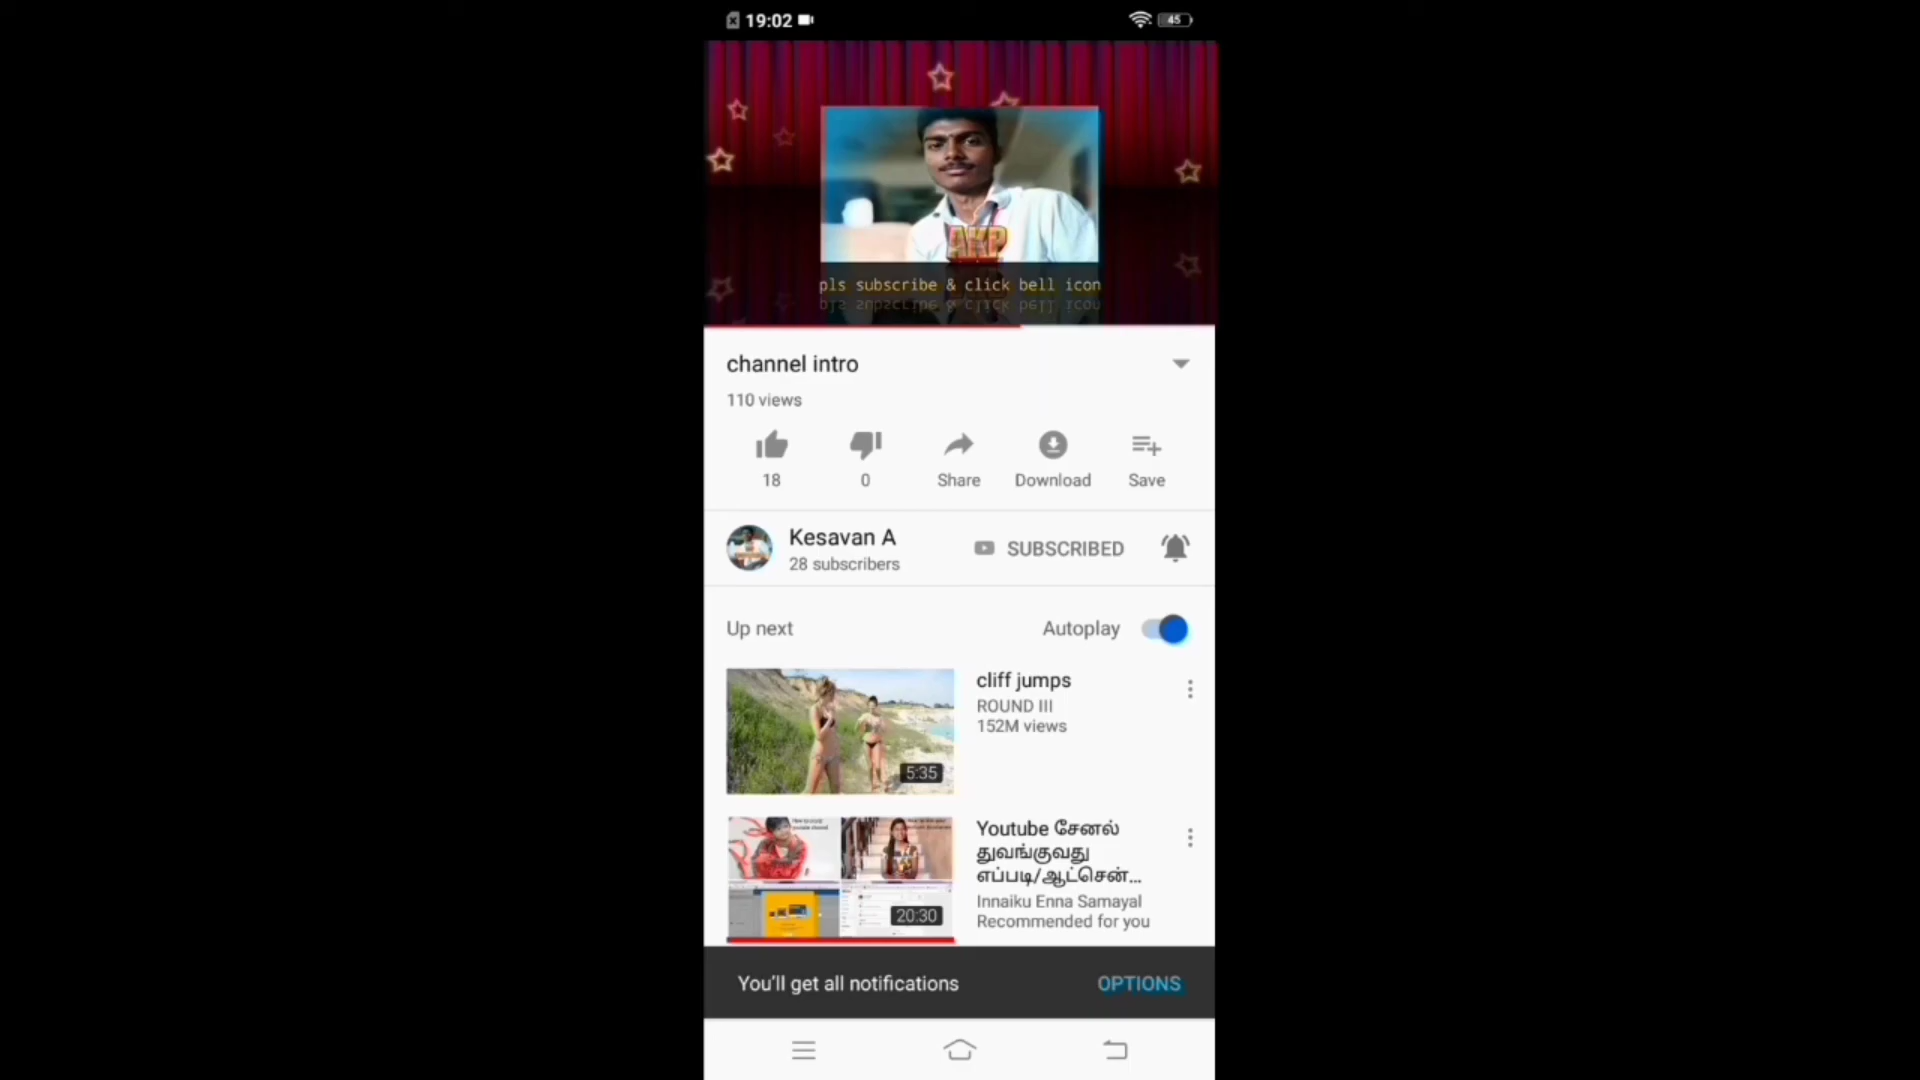 19:02
45
AKP
pls subscribe & click bell icon
channel intro
110 views
18
0
Share
Download
Save
Kesavan A
28 subscribers
SUBSCRIBED
Up next
Autoplay
cliff jumps
ROUND III
152M views
5:35
Youtube சேனல்
துவங்குவது
எப்படி/ஆட்சென்...
Innaiku Enna Samayal
Recommended for you
20:30
You'll get all notifications
OPTIONS